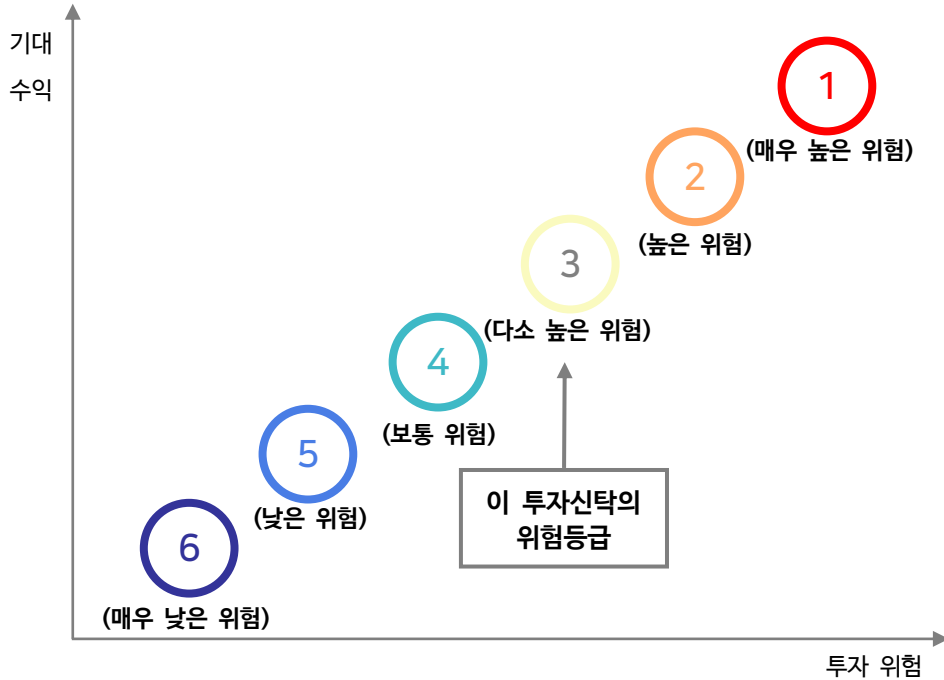 기대
수익
1
(매우 높은 위험)
2
(높은 위험)
3
(다소 높은 위험)
4
(보통 위험)
5
(낮은 위험)
이 투자신탁의
위험등급
6
(매우 낮은 위험)
투자 위험